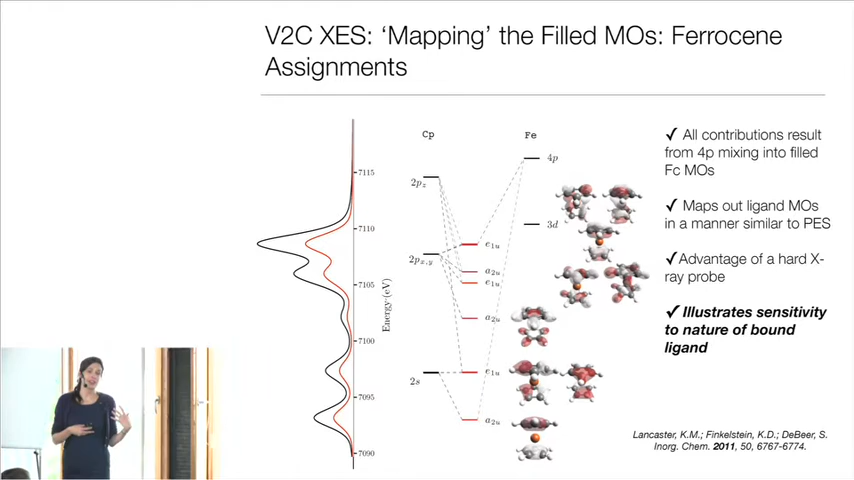 V2C XES: ‘Mapping’ the Filled MOs: Ferrocene
Assignments
7115
7110
7105
7100
7095
7090
Energy (eV)
Cp
Fe
2pz
2px,y
2s
4p
3d
e1u
a2u
e1u
a2u
e1u
a2u
✓ All contributions result
from 4p mixing into filled
Fc MOs
✓ Maps out ligand MOs
in a manner similar to PES
✓Advantage of a hard X-
ray probe
✓ Illustrates sensitivity
to nature of bound
ligand
Lancaster, K.M.; Finkelstein, K.D.; DeBeer, S.
Inorg. Chem. 2011, 50, 6767-6774.